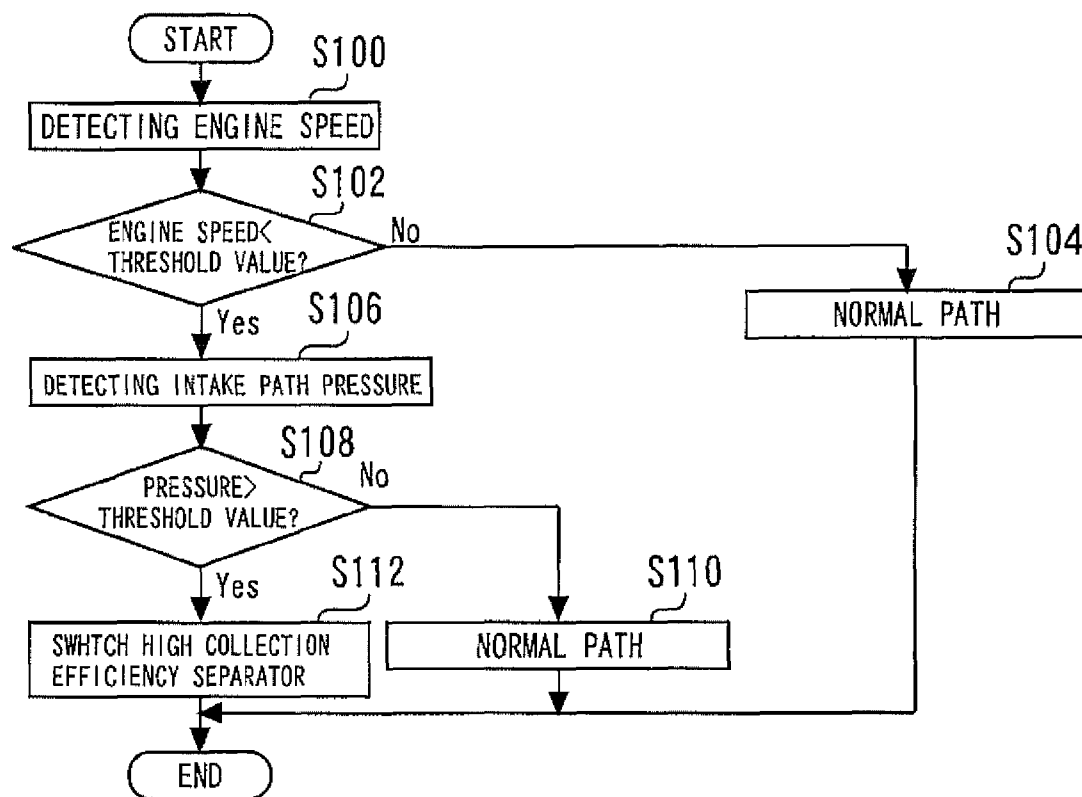 START
S100
DETECTING ENGINE SPEED
S102
ENGINE SPEED<
THRESHOLD VALUE?
No
S104
NORMAL PATH
Yes
S106
DETECTING INTAKE PATH PRESSURE
S108
PRESSURE>
THRESHOLD VALUE?
No
Yes
S112
SWHTCH HIGH COLLECTION
EFFICIENCY SEPARATOR
S110
NORMAL PATH
END